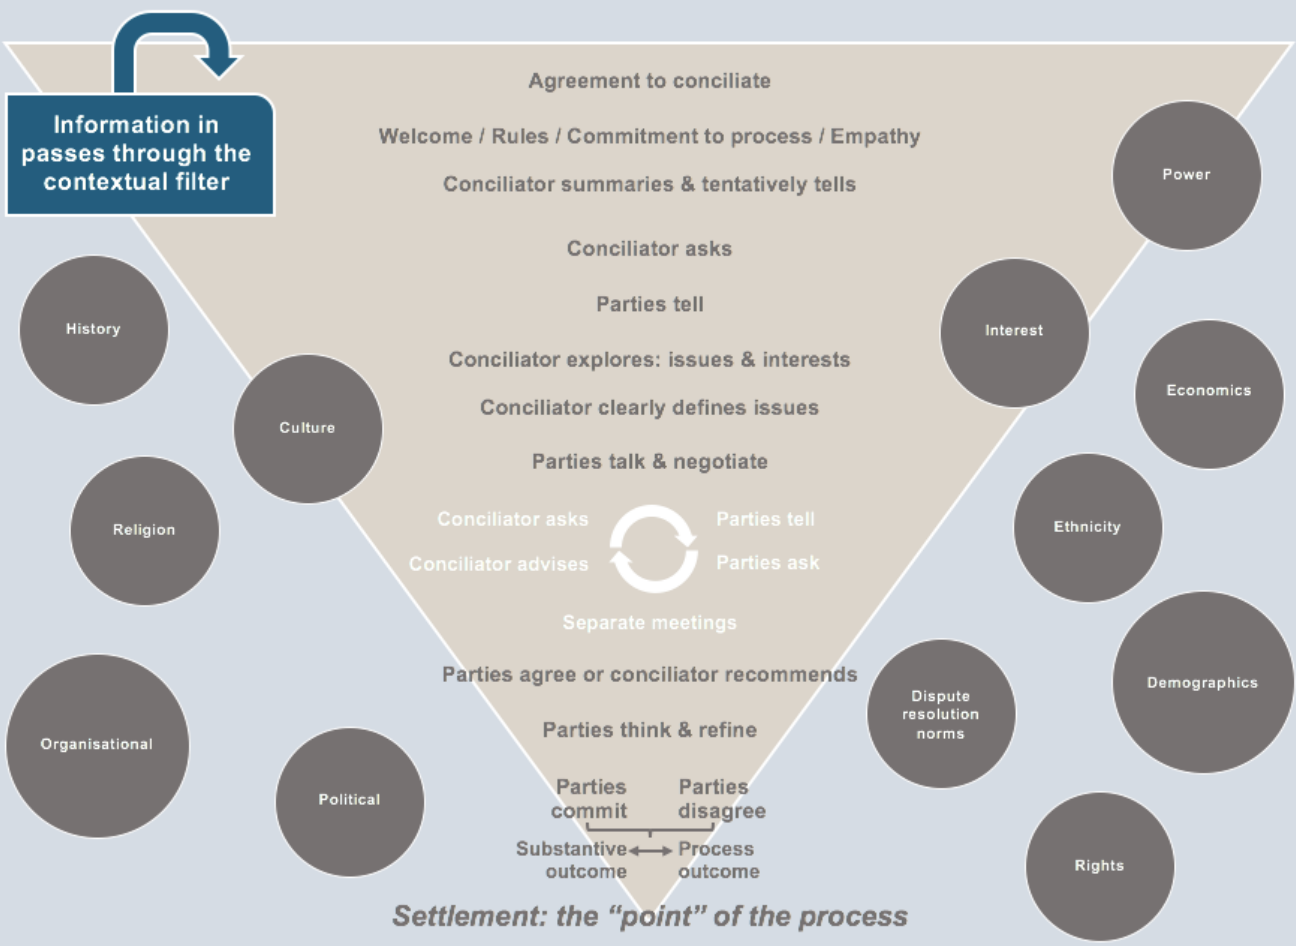 Information in
passes through the
contextual filter
Agreement to conciliate
Welcome / Rules / Commitment to process / Empathy
Conciliator summaries & tentatively tells
Conciliator asks
Parties tell
Conciliator explores: issues & interests
Conciliator clearly defines issues
Parties talk & negotiate
Conciliator asks
Parties tell
Conciliator advises
Parties ask
Separate meetings
Parties agree or conciliator recommends
Parties think & refine
Parties
commit
Parties
disagree
Substantive
outcome
Process
outcome
Settlement: the “point” of the process
History
Culture
Religion
Organisational
Political
Power
Interest
Economics
Ethnicity
Demographics
Dispute
resolution
norms
Rights